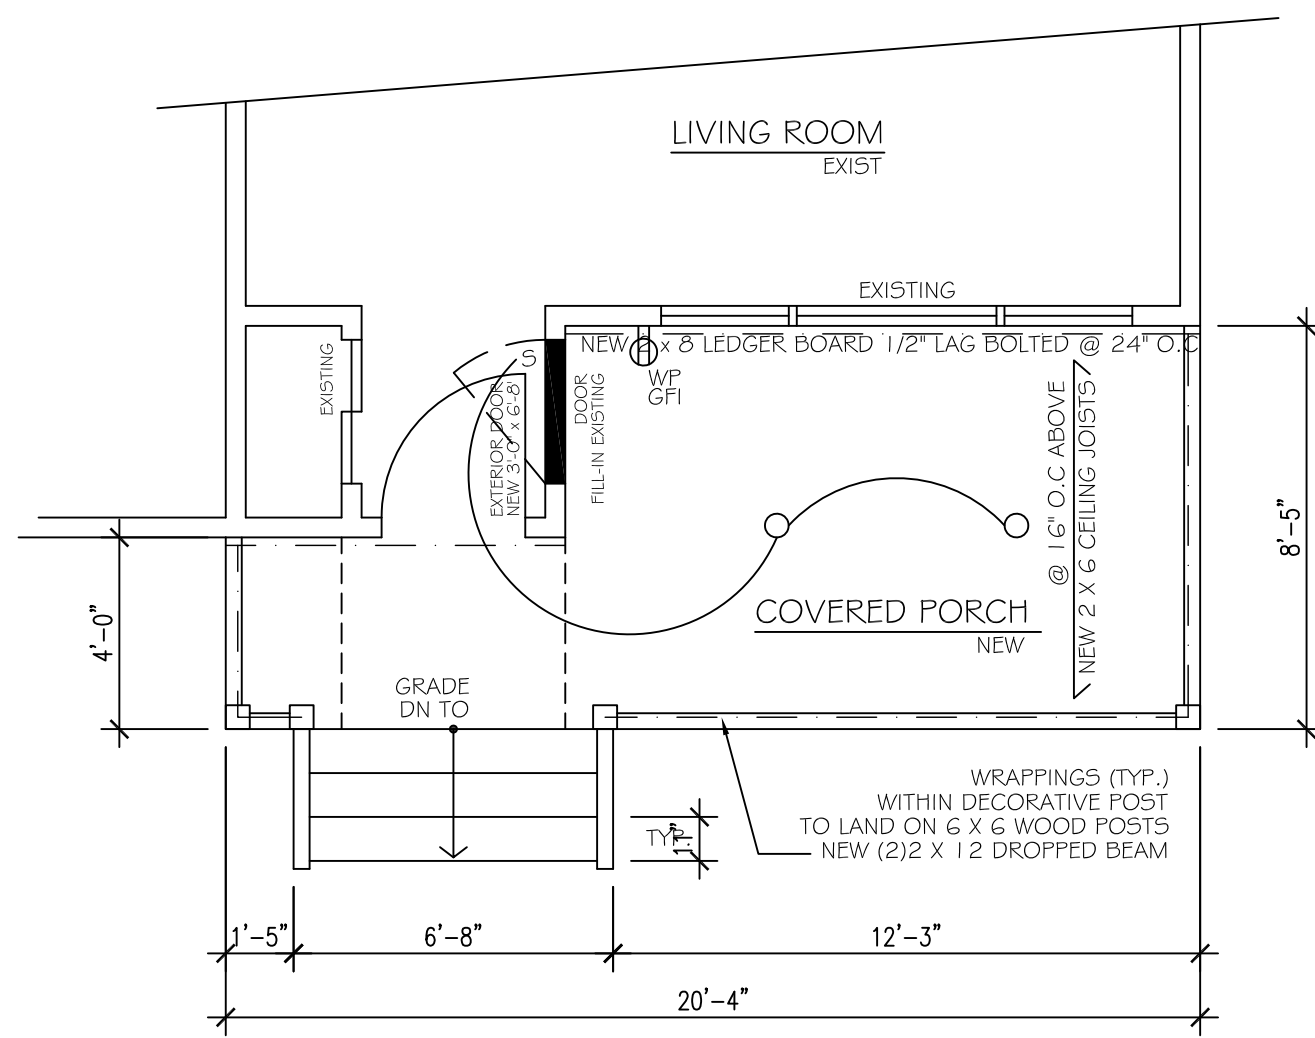 LIVING ROOM
EXIST
EXISTING
NEW 2 x 8 LEDGER BOARD 1/2" LAG BOLTED @ 24" O.C
EXISTING
S
WP
GFI
EXTERIOR DOOR
NEW 3'-0" x 6'-8'
DOOR
FILL-IN EXISTING
@ 16" O.C ABOVE
NEW 2 X 6 CEILING JOISTS
8'-5"
4'-0"
COVERED PORCH
NEW
GRADE
DN TO
WRAPPINGS (TYP.)
WITHIN DECORATIVE POST
TO LAND ON 6 X 6 WOOD POSTS
NEW (2)2 X 12 DROPPED BEAM
TYP.
11"
1'-5"
6'-8"
12'-3"
20'-4"